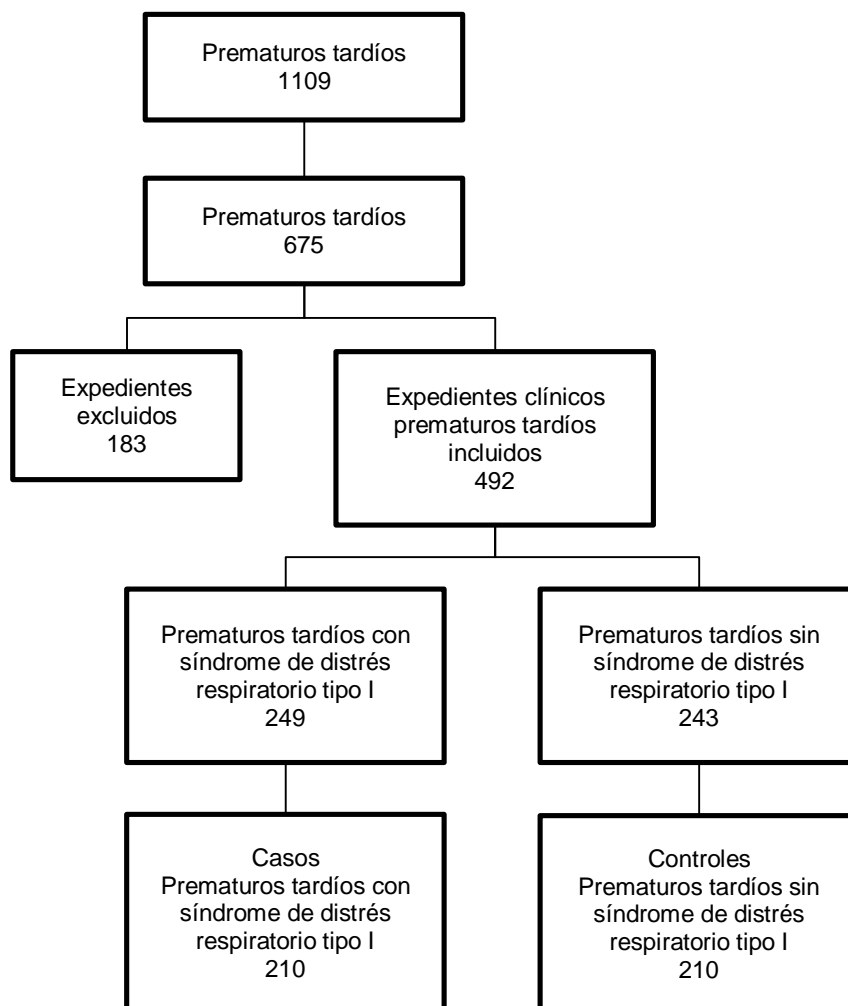 Prematuros tardíos
1109
Prematuros tardíos
675
Expedientes
excluidos
183
Expedientes clínicos
prematuros tardíos
incluidos
492
Prematuros tardíos con
síndrome de distrés
respiratorio tipo I
249
Prematuros tardíos sin
síndrome de distrés
respiratorio tipo I
243
Casos
Prematuros tardíos con
síndrome de distrés
respiratorio tipo I
210
Controles
Prematuros tardíos sin
síndrome de distrés
respiratorio tipo I
210